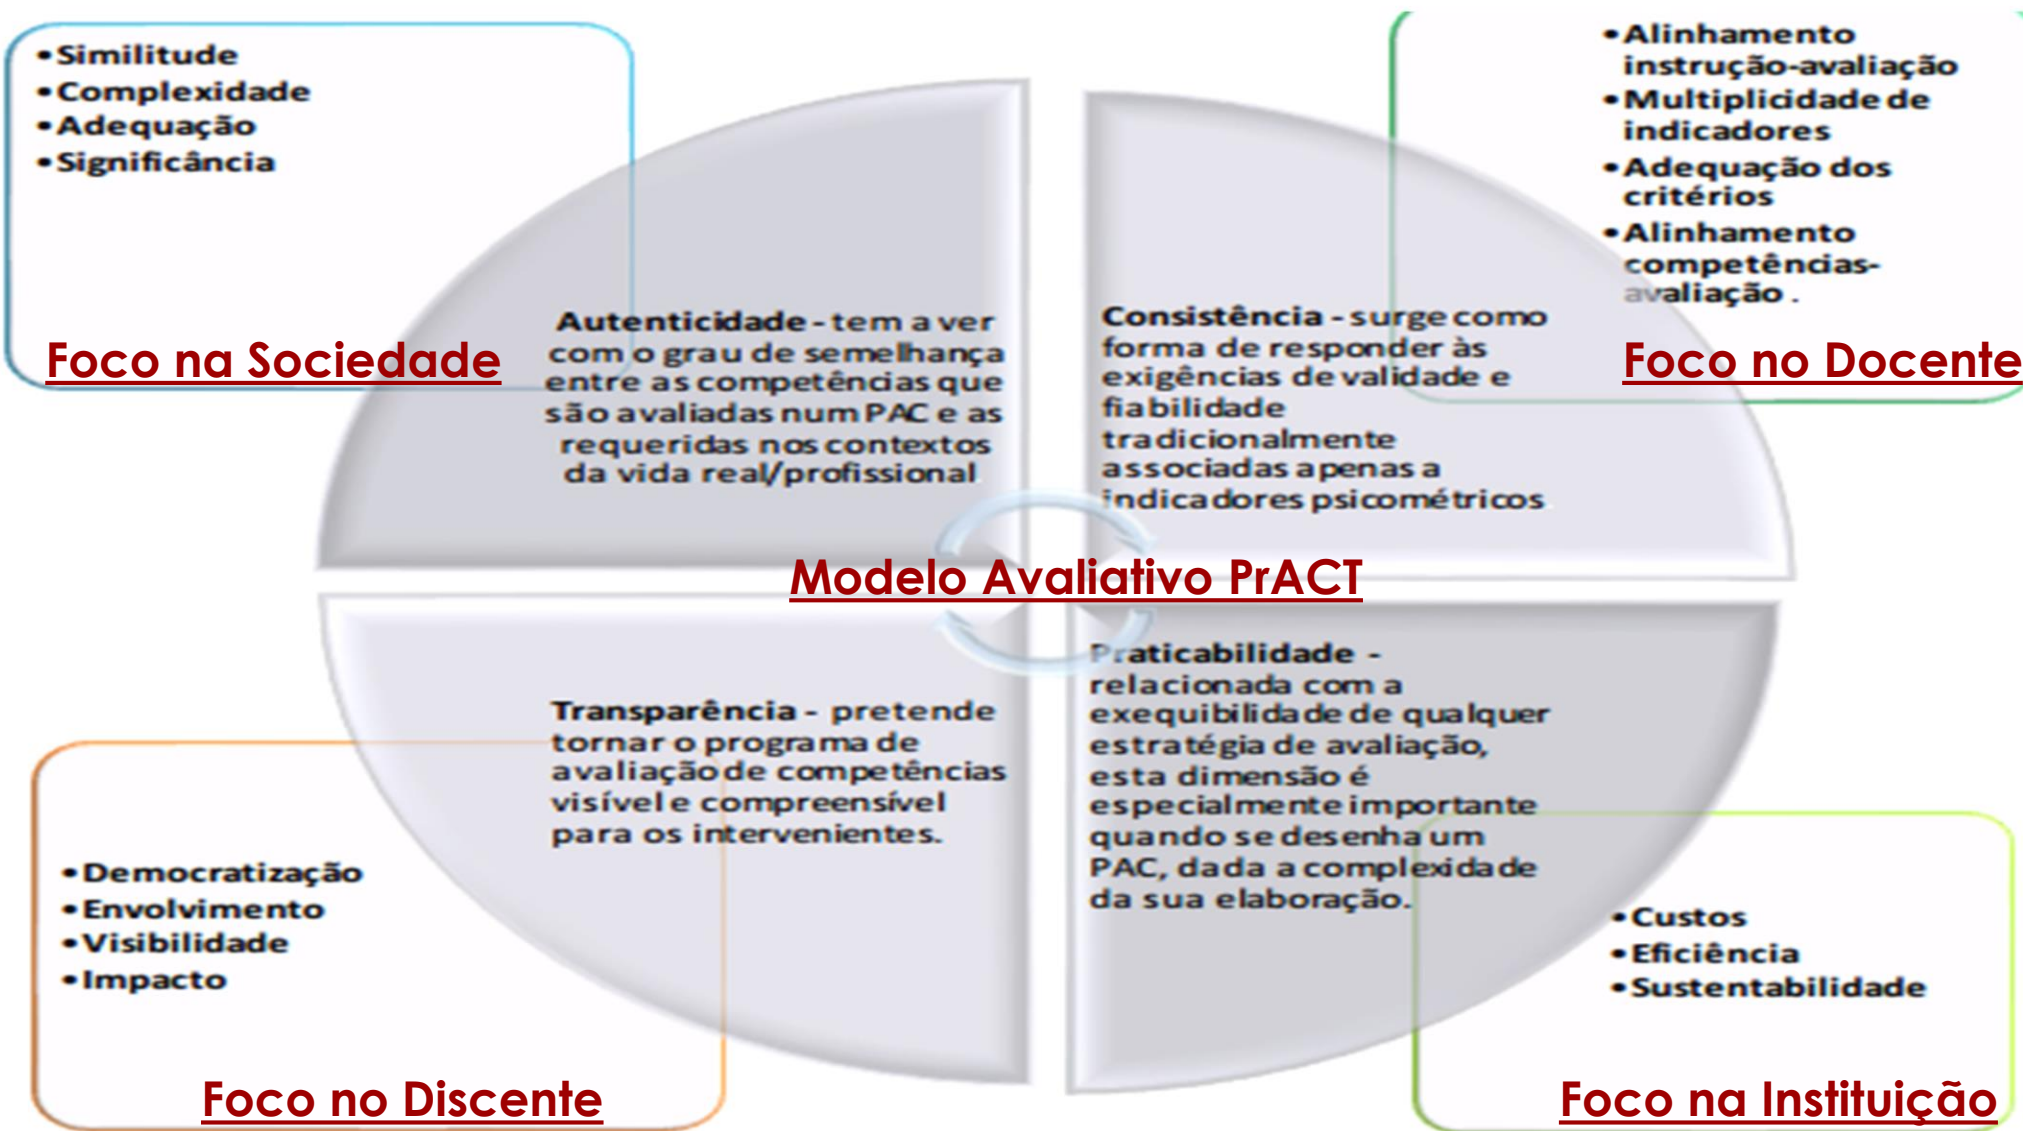 •Similitude
•Complexidade
•Adequação
•Significância
Foco na Sociedade
Autenticidade - tem a ver
com o grau de semelhança
entre as competências que
são avaliadas num PAC e as
requeridas nos contextos
da vida real/profissional
•Alinhamento
instrução-avaliação
•Multiplicidade de
indicadores
•Adequação dos
critérios
•Alinhamento
competências-
avaliação .
Foco no Docente
Consistência - surge como
forma de responder às
exigências de validade e
fiabilidade
tradicionalmente
associadas apenas a
indicadores psicométricos
Modelo Avaliativo PrACT
Transparência - pretende
tornar o programa de
avaliação de competências
visível e compreensível
para os intervenientes.
•Democratização
•Envolvimento
•Visibilidade
•Impacto
Foco no Discente
Praticabilidade -
relacionada com a
exequibilidade de qualquer
estratégia de avaliação,
esta dimensão é
especialmente importante
quando se desenha um
PAC, dada a complexidade
da sua elaboração.
•Custos
•Eficiência
•Sustentabilidade
Foco na Instituição